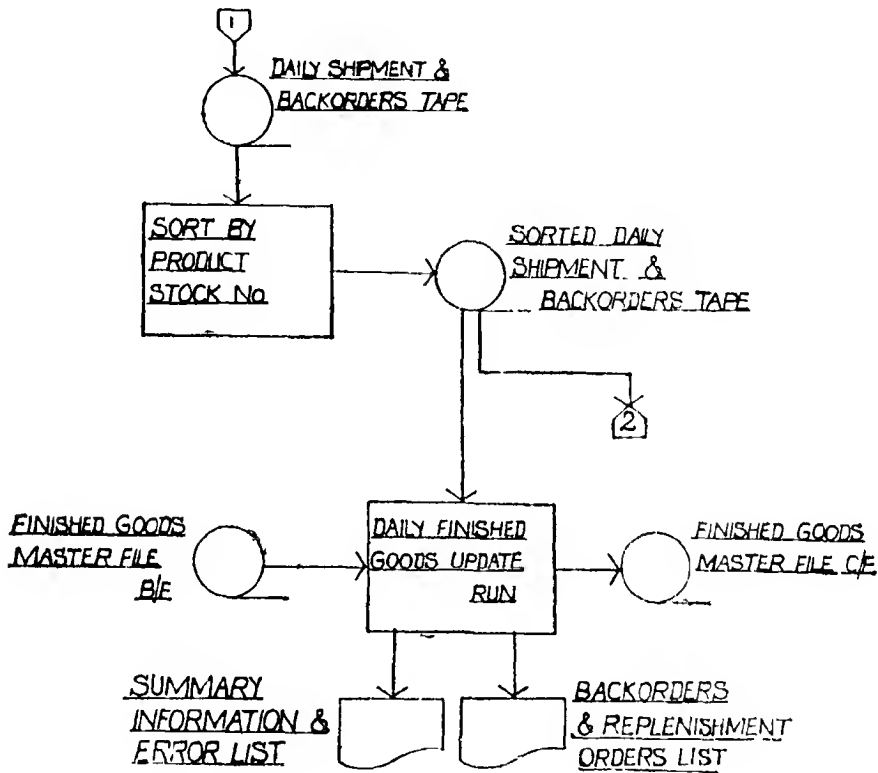 1
DAILY SHIPMENT &
BACKORDERS TAPE
SORT BY
PRODUCT
STOCK No
SORTED DAILY
SHIPMENT &
BACKORDERS TAPE
2
FINISHED GOODS
MASTER FILE
B/E
DAILY FINISHED
GOODS UPDATE
RUN
FINISHED GOODS
MASTER FILE C/E
SUMMARY
INFORMATION &
ERROR LIST
BACKORDERS
& REPLENISHMENT
ORDERS LIST